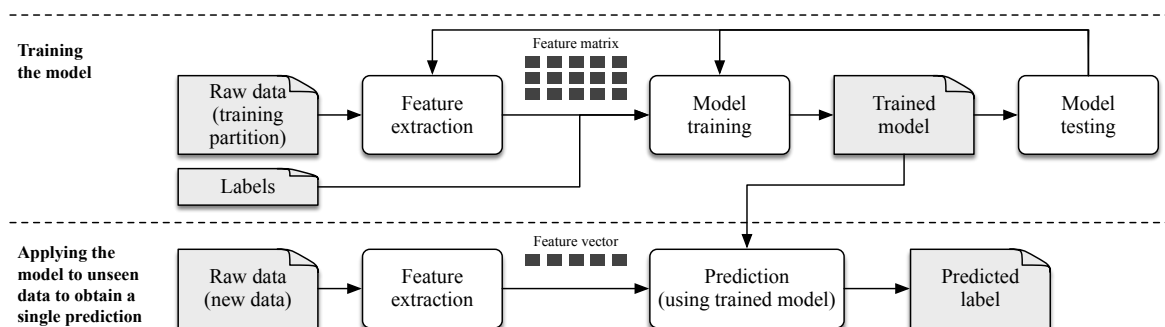 Training
the model
Raw data
(training
partition)
Feature
extraction
Feature matrix
Model
training
Trained
model
Model
testing
Labels
Applying the
model to unseen
data to obtain a
single prediction
Raw data
(new data)
Feature
extraction
Feature vector
Prediction
(using trained model)
Predicted
label